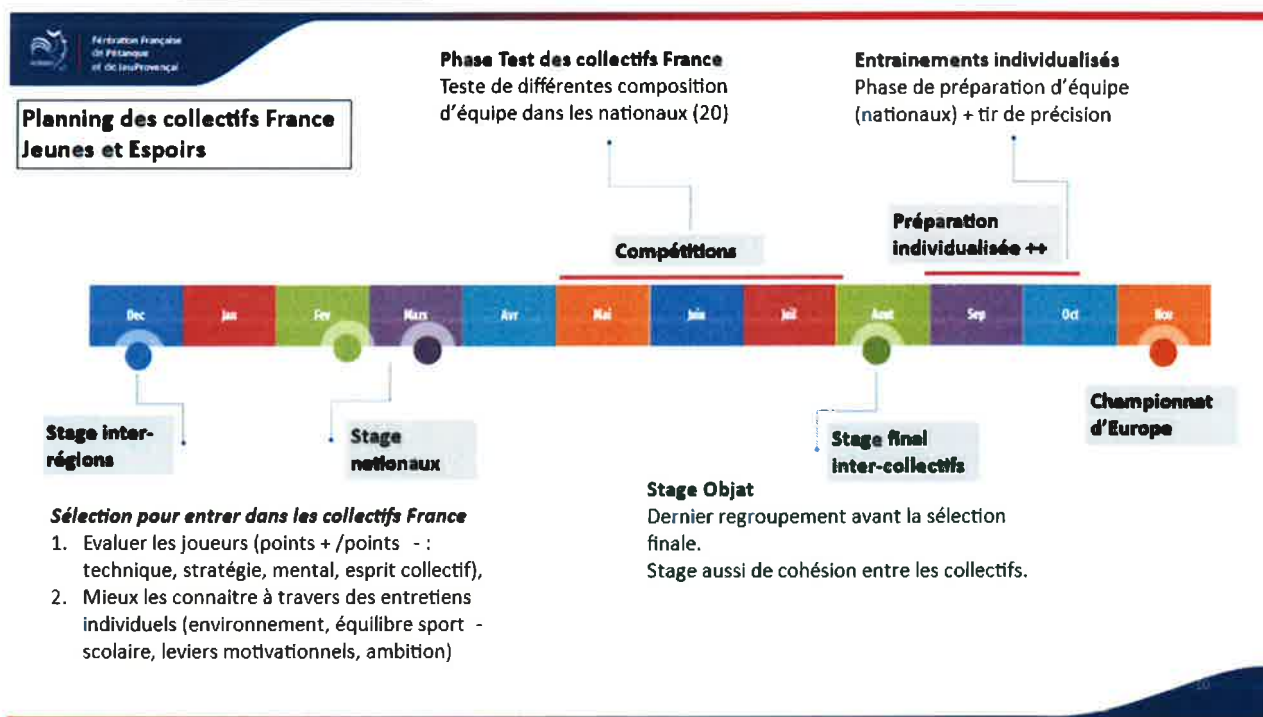 Fédération Française
de Pétanque
et de Jeu Provençal
Planning des collectifs France
Jeunes et Espoirs
Phase Test des collectifs France
Teste de différentes composition
d'équipe dans les nationaux (20)
Entrainements individualisés
Phase de préparation d'équipe
(nationaux) + tir de précision
Compétitions
Préparation
individualisée ++
Dec
Jan
Fev
Mars
Avr
Mai
Juin
Juil
Aout
Sep
Oct
Nov
Stage inter-
régions
Stage
nationaux
Stage final
inter-collectifs
Championnat
d'Europe
Sélection pour entrer dans les collectifs France
1. Evaluer les joueurs (points + /points - :
technique, stratégie, mental, esprit collectif),
2. Mieux les connaitre à travers des entretiens
individuels (environnement, équilibre sport -
scolaire, leviers motivationnels, ambition)
Stage Objat
Dernier regroupement avant la sélection
finale.
Stage aussi de cohésion entre les collectifs.
10